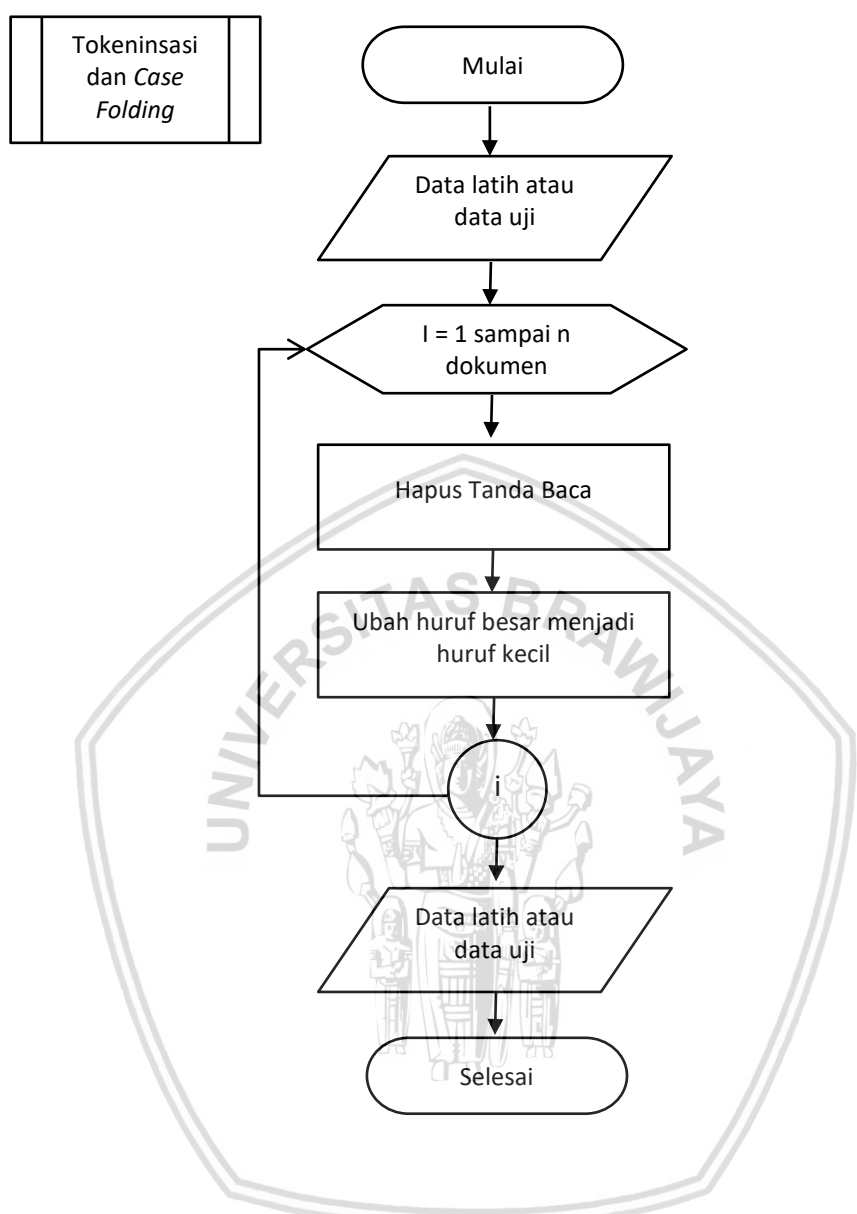 Tokeninsasi
dan Case
Folding
Mulai
Data latih atau
data uji
I = 1 sampai n
dokumen
Hapus Tanda Baca
Ubah huruf besar menjadi
huruf kecil
i
Data latih atau
data uji
Selesai
UNIVERSITAS BRAWIJAYA